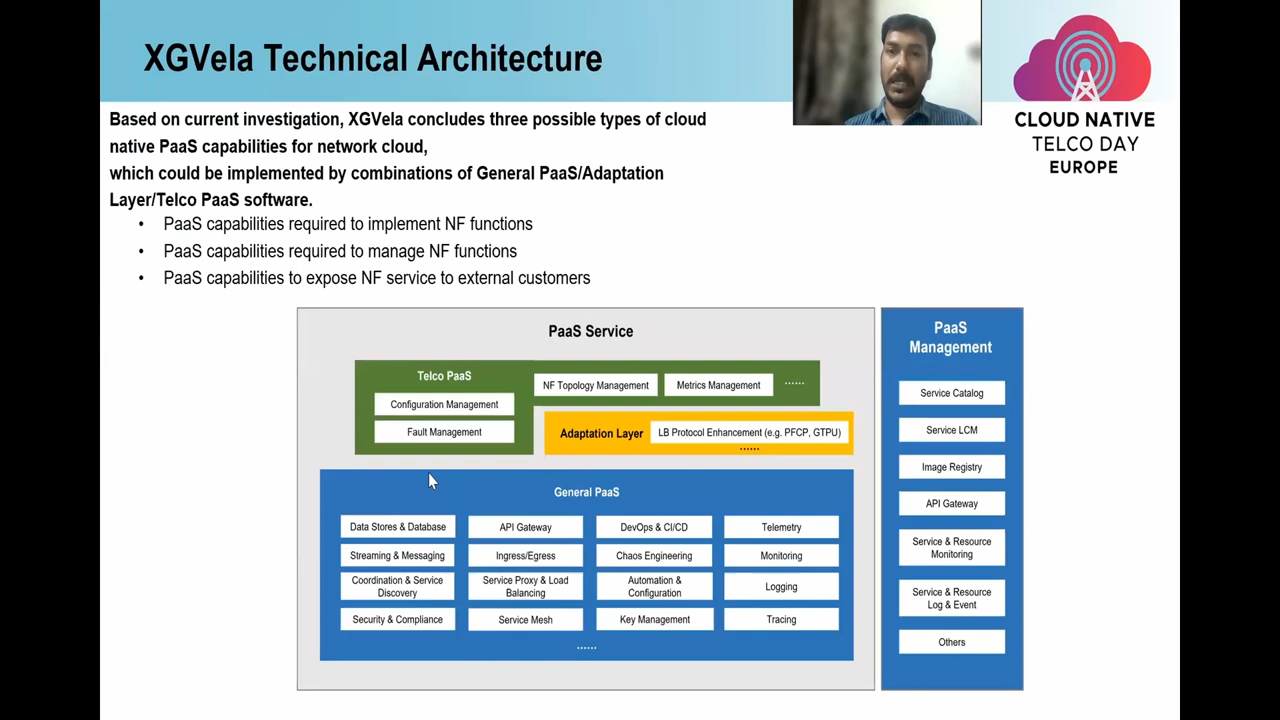 XGVela Technical Architecture
CLOUD NATIVE
TELCO DAY
EUROPE
Based on current investigation, XGVela concludes three possible types of cloud
native PaaS capabilities for network cloud,
which could be implemented by combinations of General PaaS/Adaptation
Layer/Telco PaaS software.
• PaaS capabilities required to implement NF functions
• PaaS capabilities required to manage NF functions
• PaaS capabilities to expose NF service to external customers
PaaS Service
Telco PaaS
Configuration Management
Fault Management
NF Topology Management
Metrics Management
......
Adaptation Layer
LB Protocol Enhancement (e.g. PFCP, GTPU)
......
General PaaS
Data Stores & Database
API Gateway
DevOps & CI/CD
Telemetry
Streaming & Messaging
Ingress/Egress
Chaos Engineering
Monitoring
Coordination & Service
Discovery
Service Proxy & Load
Balancing
Automation &
Configuration
Logging
Security & Compliance
Service Mesh
Key Management
Tracing
......
PaaS
Management
Service Catalog
Service LCM
Image Registry
API Gateway
Service & Resource
Monitoring
Service & Resource
Log & Event
Others